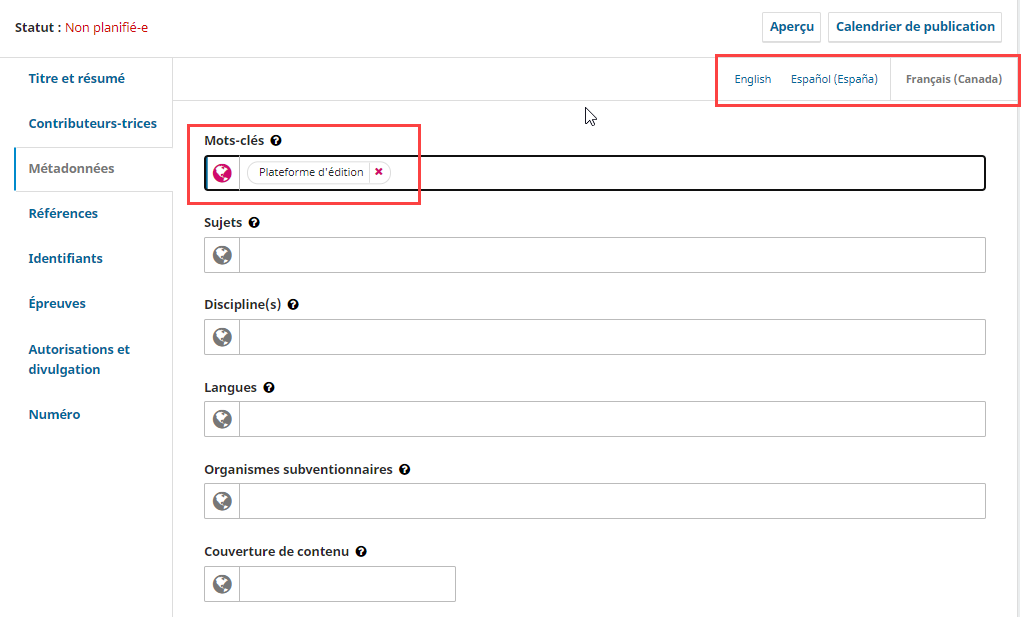 Statut : Non planifié-e
Aperçu
Calendrier de publication
Titre et résumé
Contributeurs-trices
Métadonnées
Références
Identifiants
Épreuves
Autorisations et
divulgation
Numéro
English
Español (España)
Français (Canada)
Mots-clés
Plateforme d'édition
Sujets
Discipline(s)
Langues
Organismes subventionnaires
Couverture de contenu